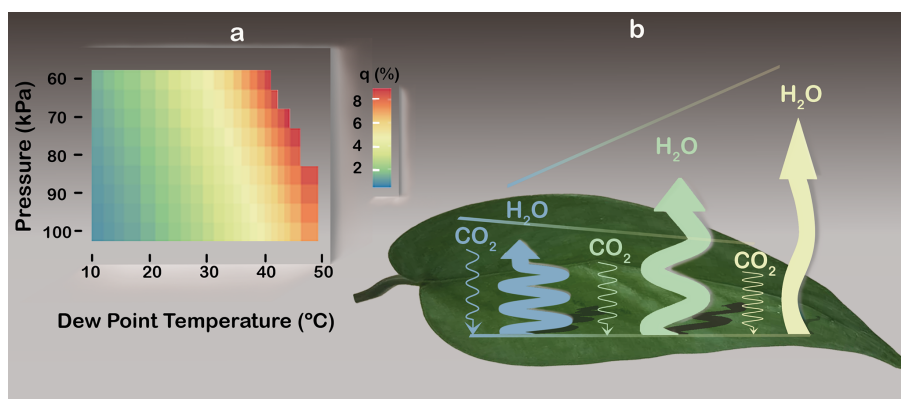 a
b
q (%)
8
6
4
2
Pressure (kPa)
60
70
80
90
100
10 20 30 40 50
Dew Point Temperature (°C)
H₂O
H₂O
H₂O
CO₂
CO₂
CO₂